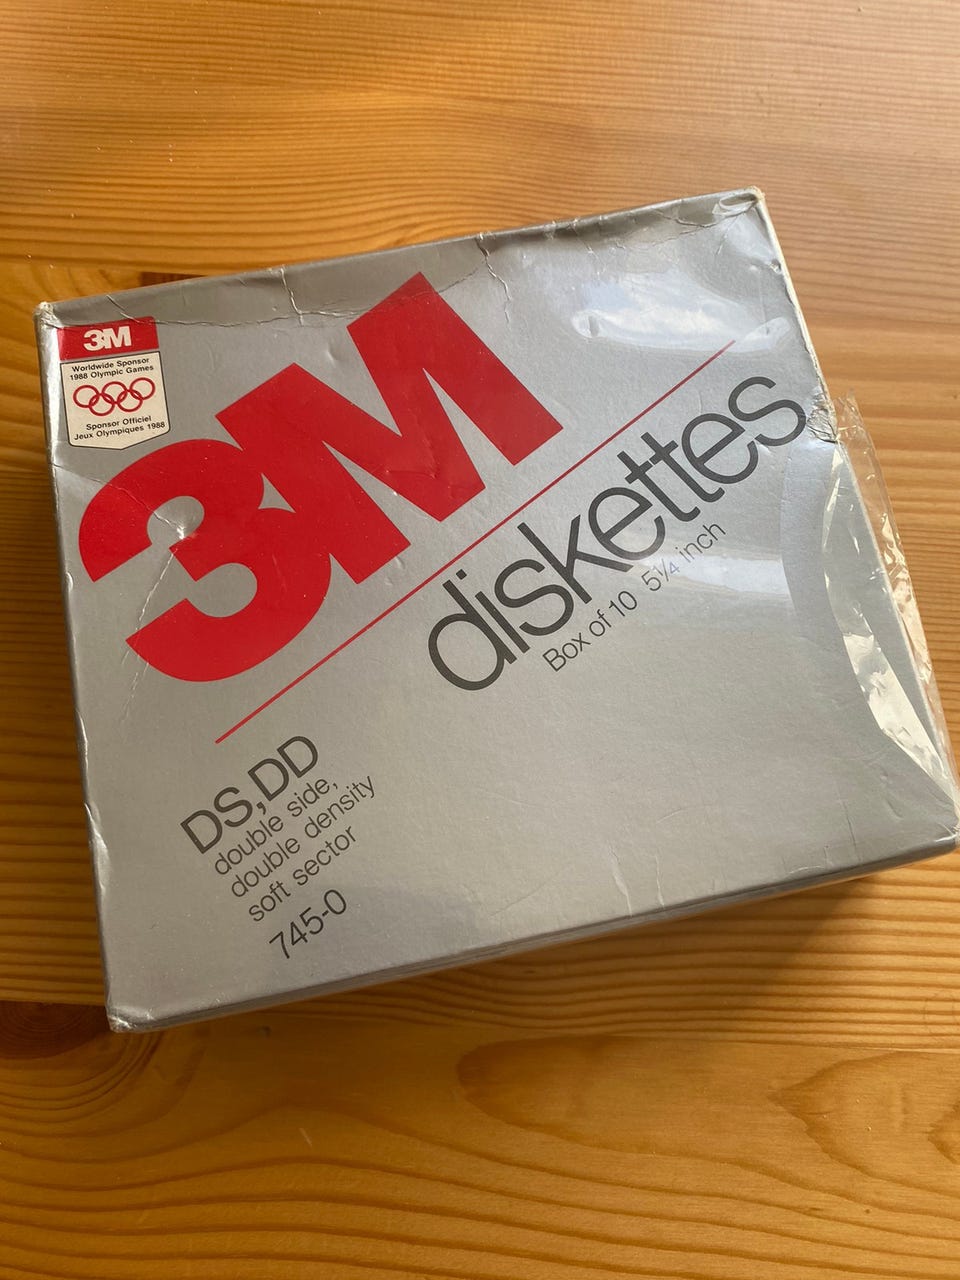 3M
Worldwide Sponsor
1988 Olympic Games
Sponsor Officiel
Jeux Olympiques 1988
3M
diskettes
Box of 10 5¼ inch
DS,DD
double side,
double density
soft sector
745-0